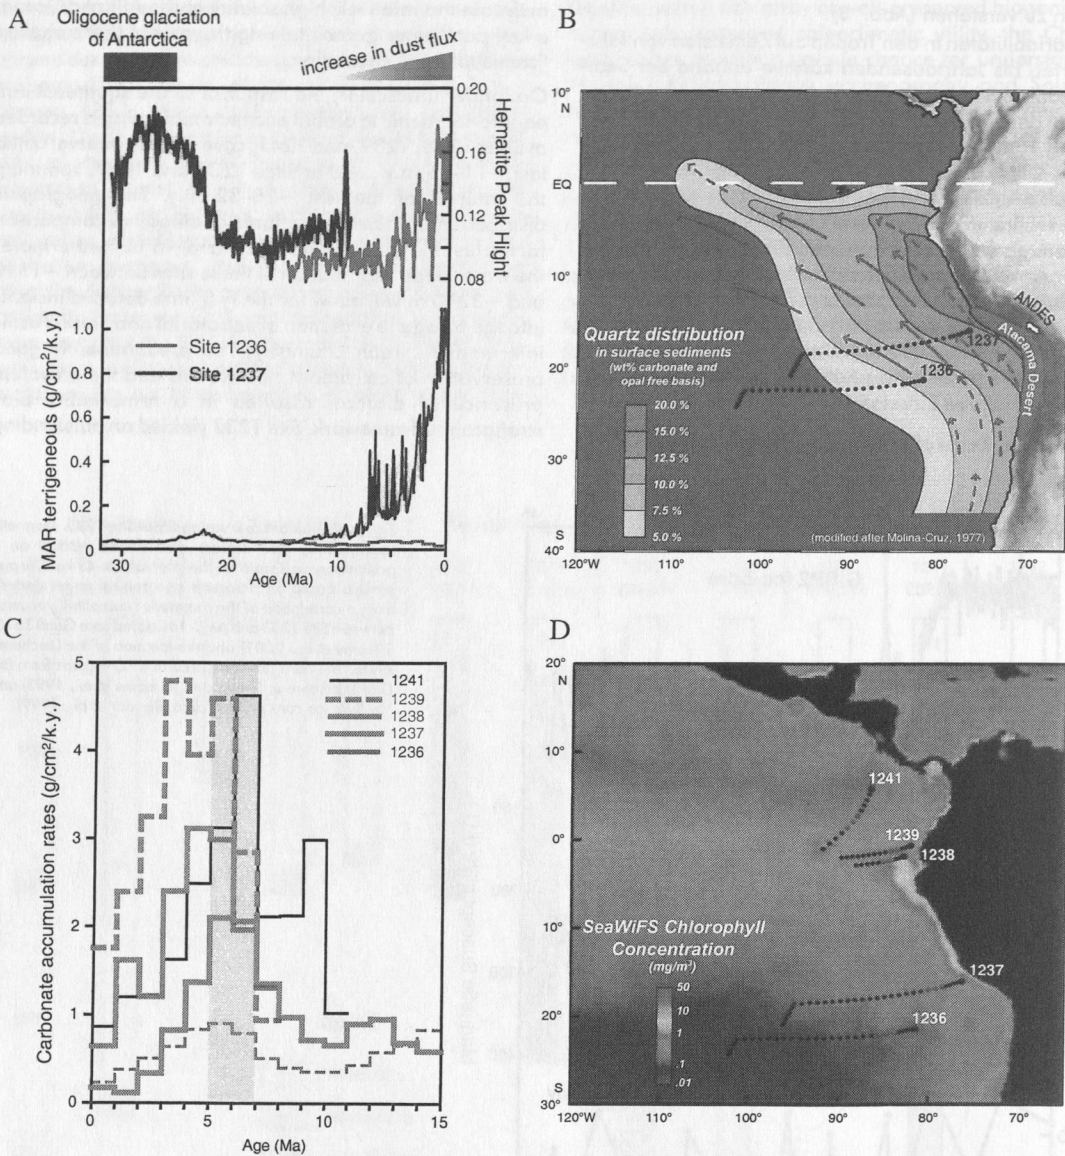 A
Oligocene glaciation
of Antarctica
increase in dust flux
0.20
0.16
0.12
0.08
Hematite Peak Hight
1,0
0.8
0.6
0.4
0.2
0
MAR terrigeneous (g/cm²/k.y.)
Site 1236
Site 1237
30
20
10
0
Age (Ma)
B
10°
N
EQ
10°
20°
30°
S
40°
ANDES
Atacama Desert
1237
1236
Quartz distribution
in surface sediments
(wt% carbonate and
opal free basis)
20.0 %
15.0 %
12.5 %
10.0 %
7.5 %
5.0 %
(modified after Molina-Cruz, 1977)
120°W
110°
100°
90°
80°
70°
C
5
4
3
2
1
0
Carbonate accumulation rates (g/cm²/k.y.)
1241
1239
1238
1237
1236
0
5
10
15
Age (Ma)
D
20°
N
10°
0°
10°
20°
S
30°
1241
1239
1238
1237
1236
SeaWiFS Chlorophyll
Concentration
(mg/m³)
50
10
1
.1
.01
120°W
110°
100°
90°
80°
70°